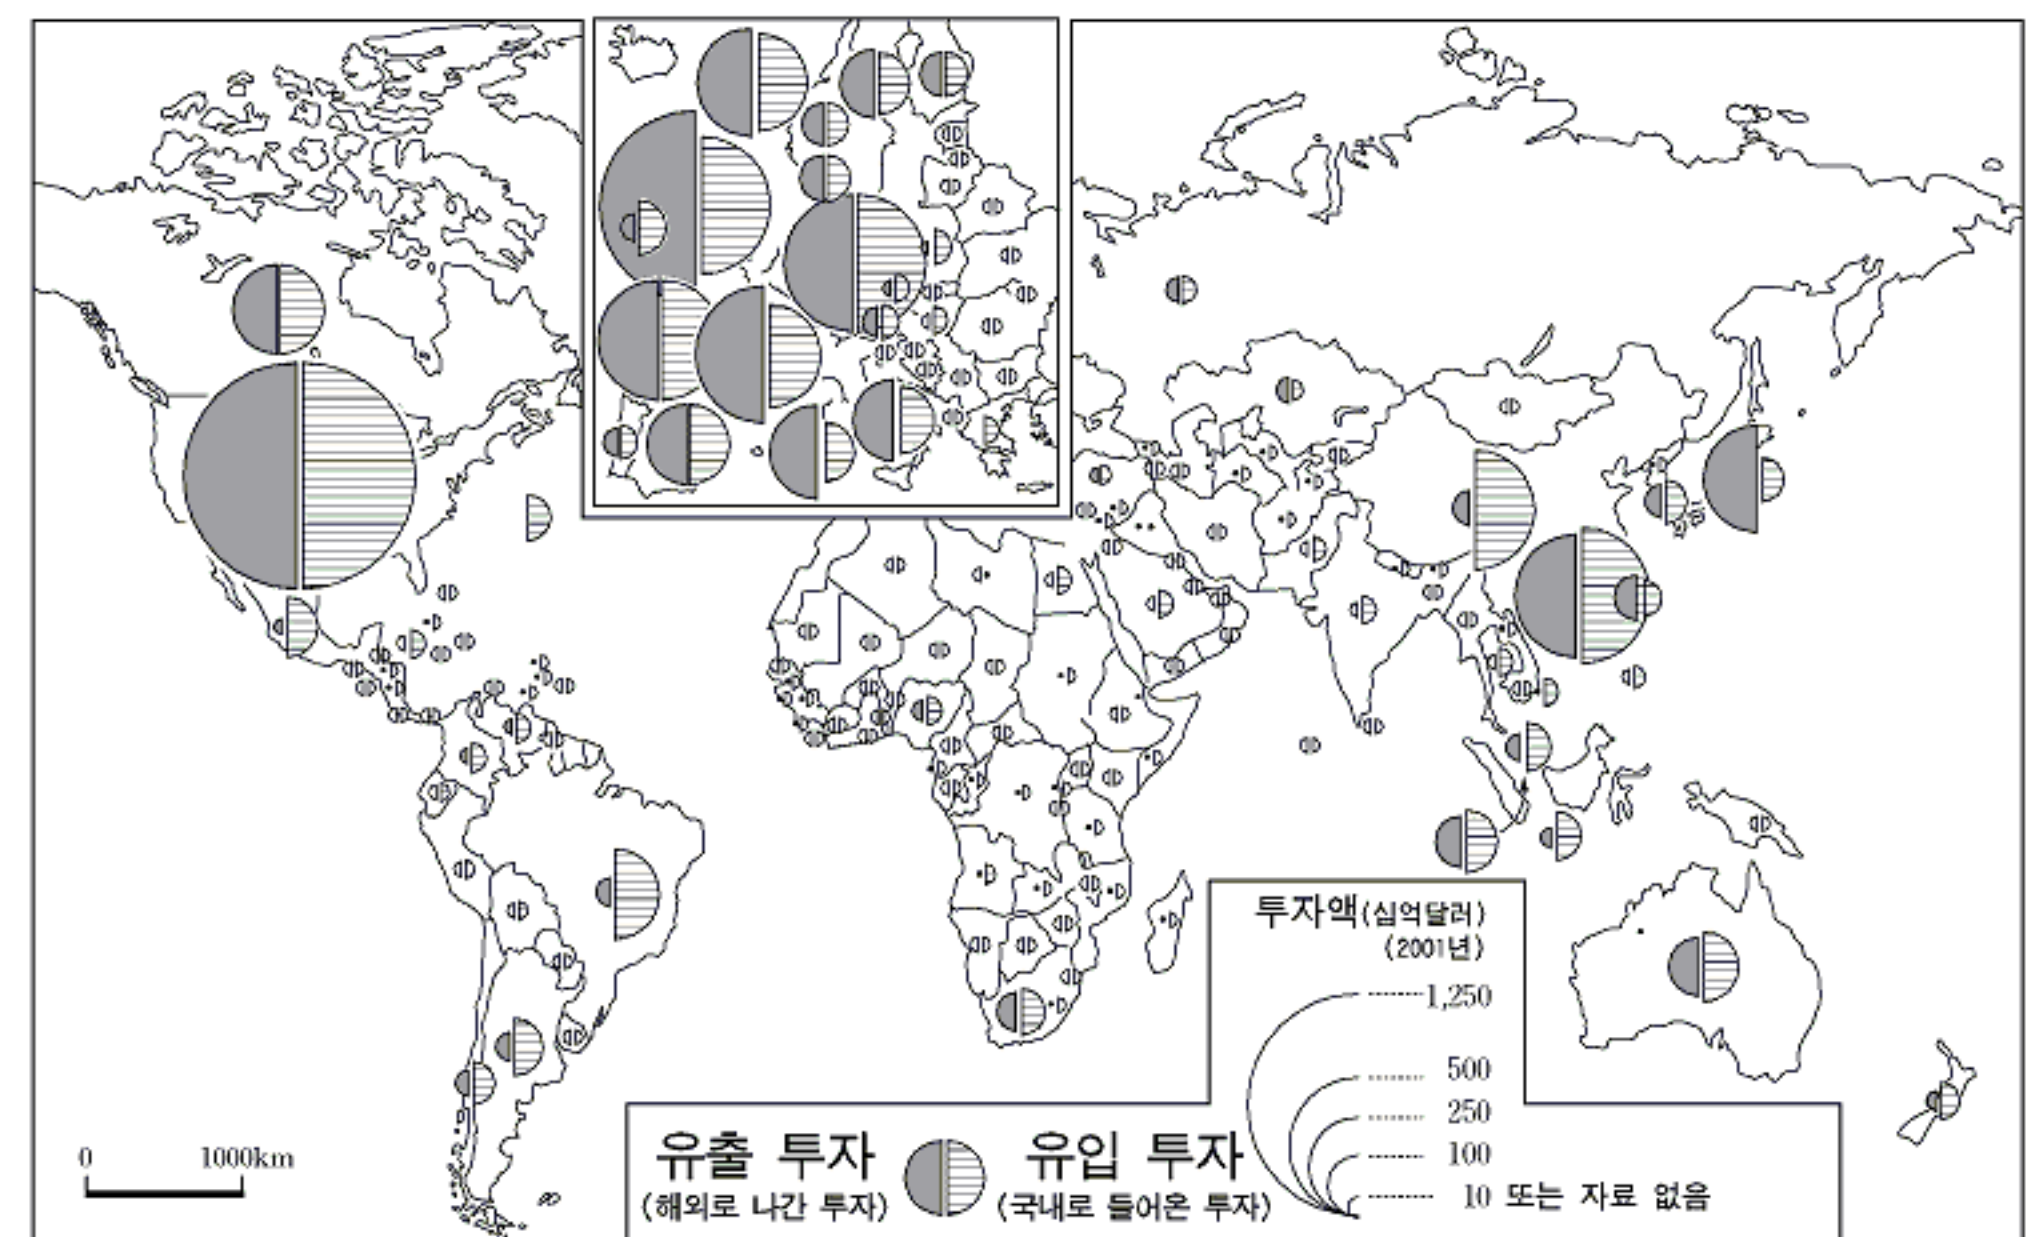 투자액(십억달러)
(2001년)
1,250
500
250
100
10 또는 자료 없음
유출 투자
(해외로 나간 투자)
유입 투자
(국내로 들어온 투자)
0 1000km